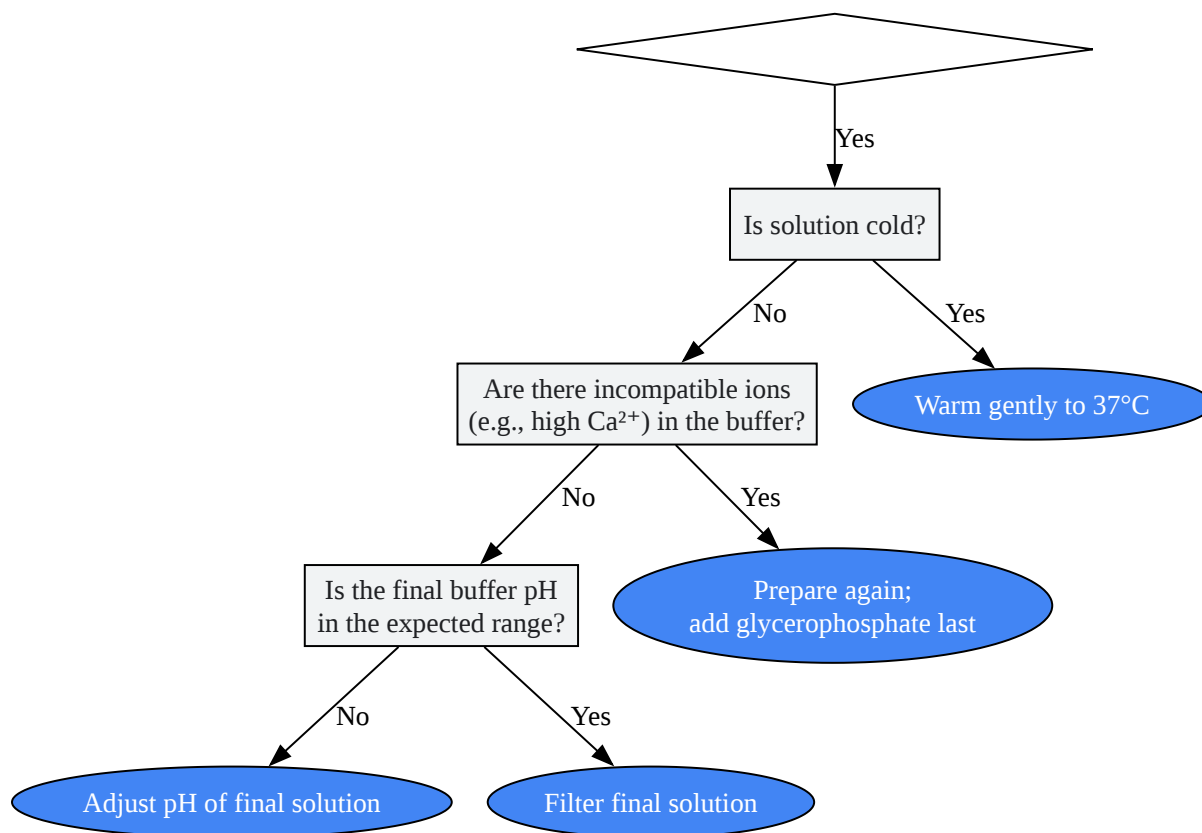 Yes
Is solution cold?
No
Yes
Are there incompatible ions
(e.g., high Ca²⁺) in the buffer?
Warm gently to 37°C
No
Yes
Is the final buffer pH
in the expected range?
Prepare again;
add glycerophosphate last
No
Yes
Adjust pH of final solution
Filter final solution